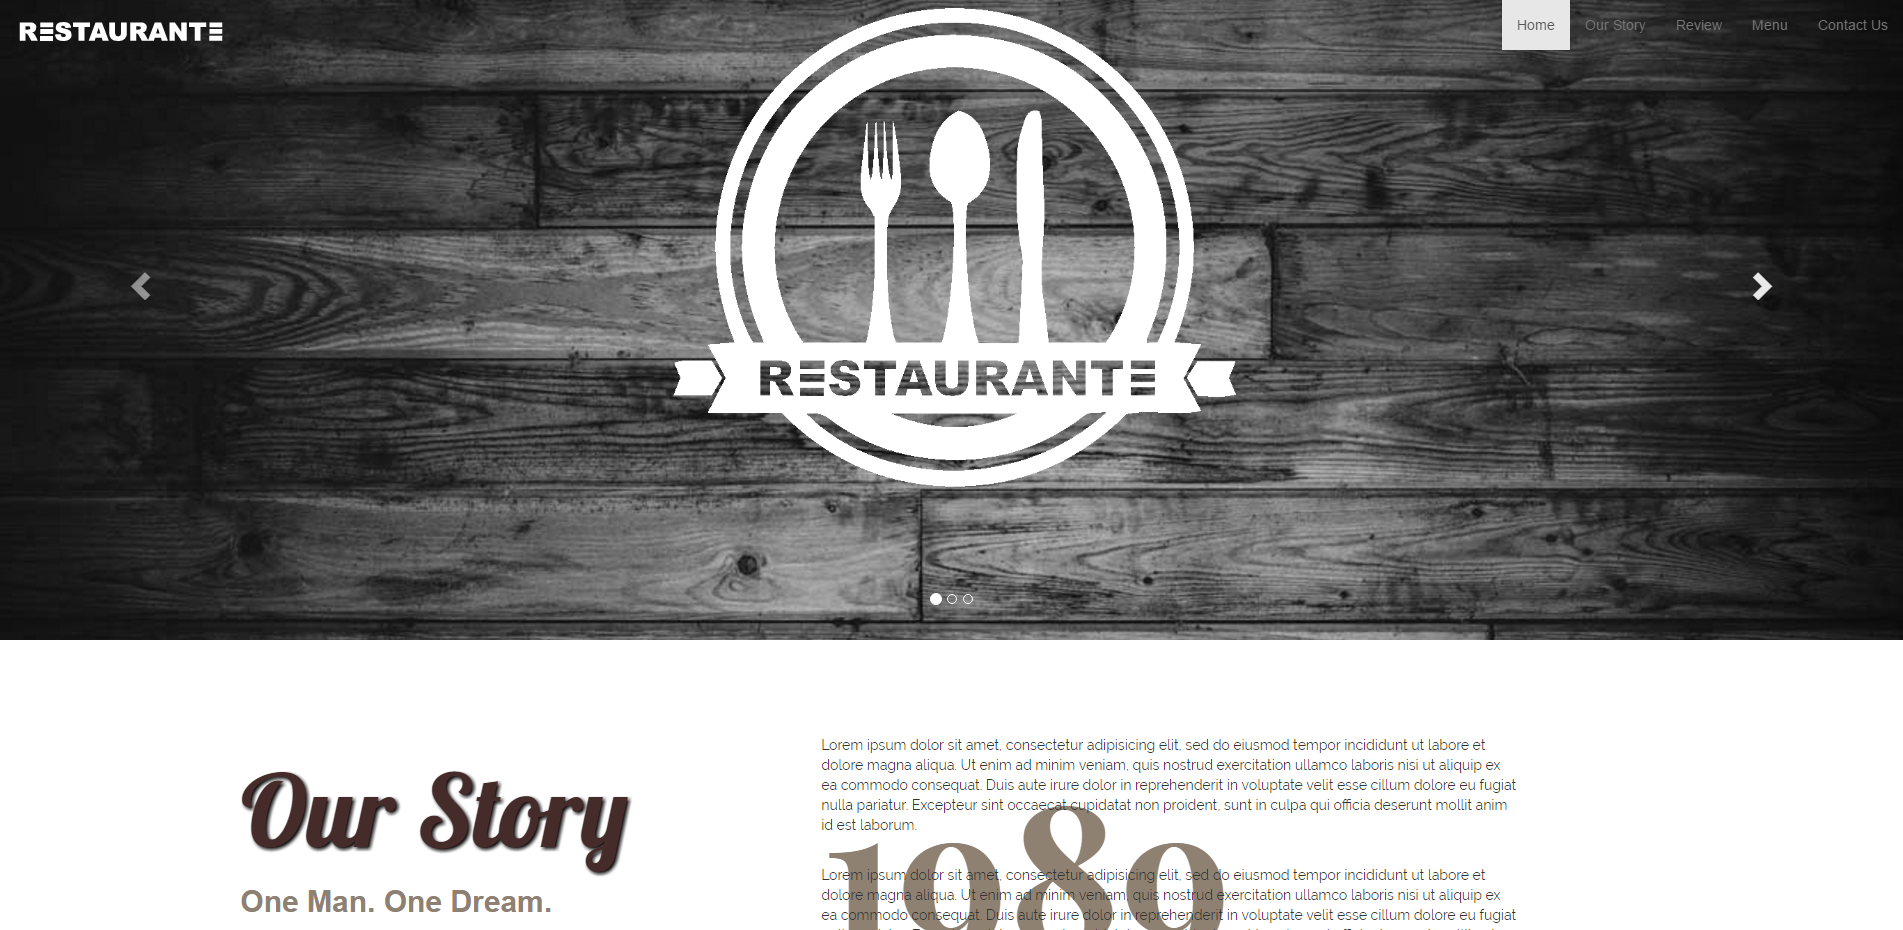 RESTAURANTE
Home
Our Story
Review
Menu
Contact Us
RESTAURANTE
Our Story
One Man. One Dream.
Lorem ipsum dolor sit amet, consectetur adipisicing elit, sed do eiusmod tempor incididunt ut labore et
dolore magna aliqua. Ut enim ad minim veniam, quis nostrud exercitation ullamco laboris nisi ut aliquip ex
ea commodo consequat. Duis aute irure dolor in reprehenderit in voluptate velit esse cillum dolore eu fugiat
nulla pariatur. Excepteur sint occaecat cupidatat non proident, sunt in culpa qui officia deserunt mollit anim
id est laborum.
1989
Lorem ipsum dolor sit amet, consectetur adipisicing elit, sed do eiusmod tempor incididunt ut labore et
dolore magna aliqua. Ut enim ad minim veniam, quis nostrud exercitation ullamco laboris nisi ut aliquip ex
ea commodo consequat. Duis aute irure dolor in reprehenderit in voluptate velit esse cillum dolore eu fugiat